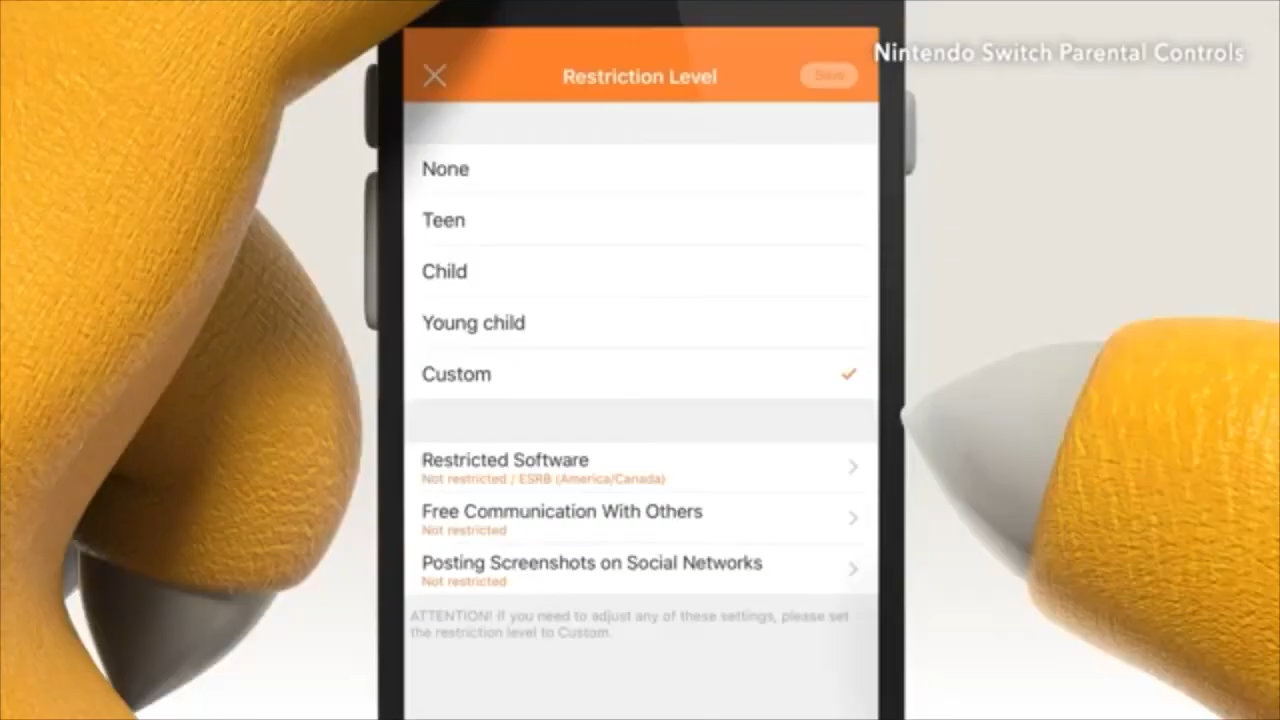 Nintendo Switch Parental Controls
Restriction Level
Save
None
Teen
Child
Young child
Custom
Restricted Software
Not restricted / ESRB (America/Canada)
Free Communication With Others
Not restricted
Posting Screenshots on Social Networks
Not restricted
ATTENTION! If you need to adjust any of these settings, please set
the restriction level to Custom.